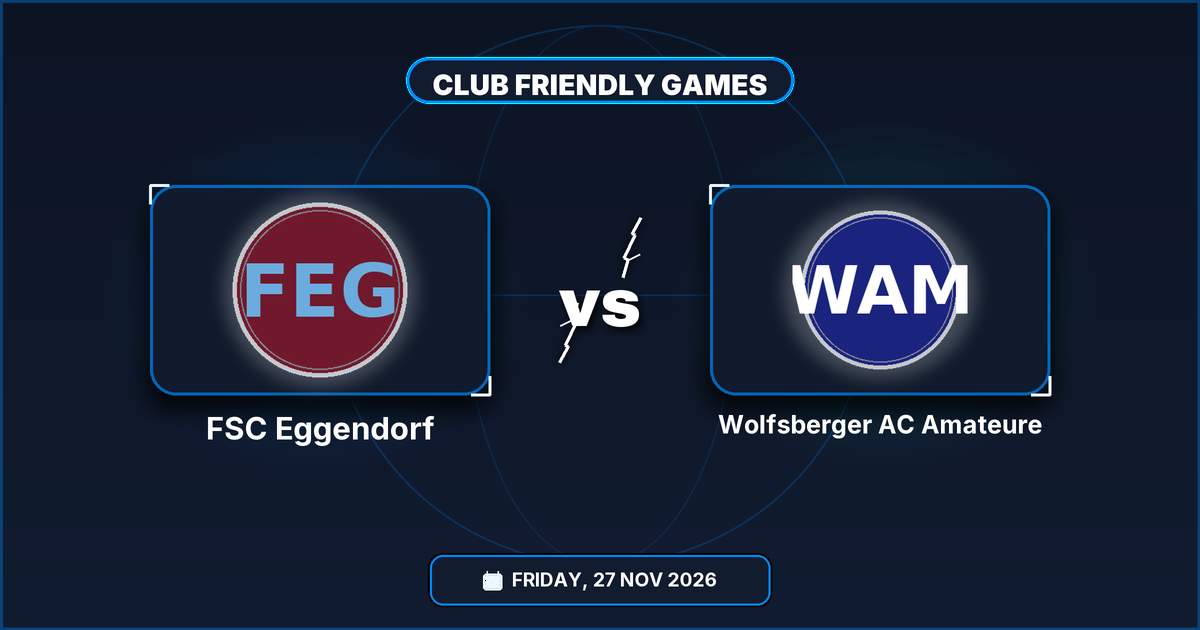 CLUB FRIENDLY GAMES
FEG
VS
WAM
FSC Eggendorf
Wolfsberger AC Amateure
FRIDAY, 27 NOV 2026